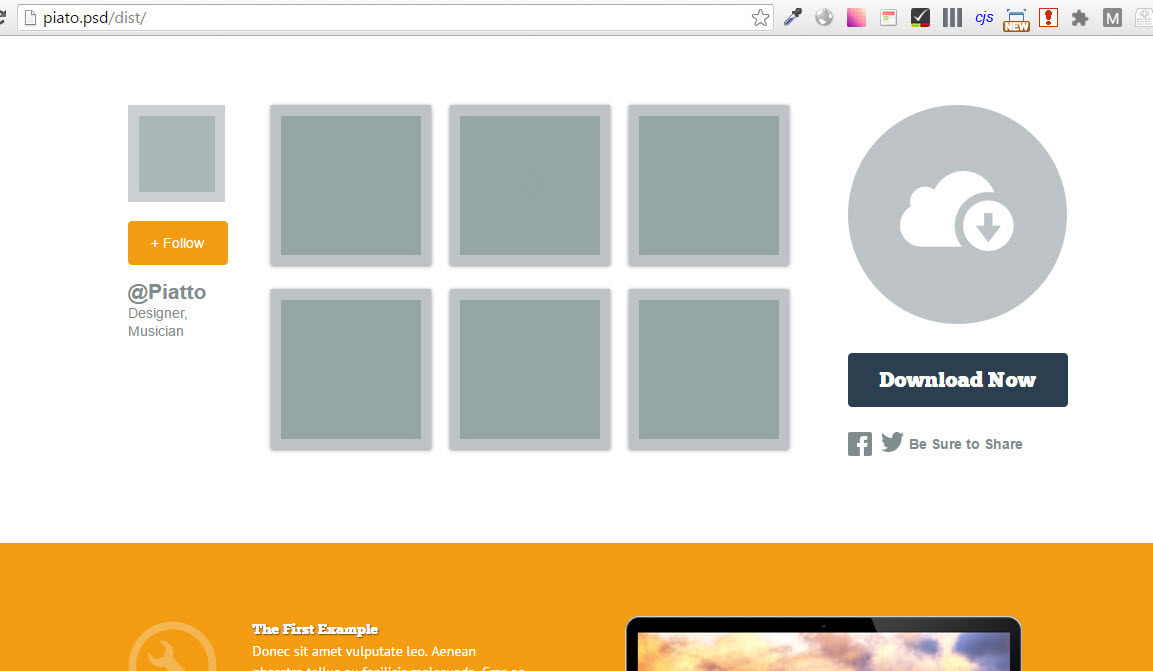 piato.psd/dist/
cjs
NEW
M
+ Follow
@Piatto
Designer,
Musician
Download Now
Be Sure to Share
The First Example
Donec sit amet vulputate leo. Aenean